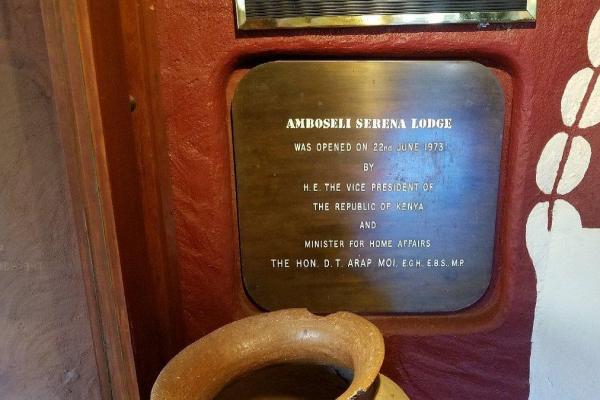 AMBOSELI SERENA LODGE
WAS OPENED ON 22nd JUNE 1973
BY
H.E. THE VICE PRESIDENT OF
THE REPUBLIC OF KENYA
AND
MINISTER FOR HOME AFFAIRS
THE HON. D.T. ARAP MOI, E.G.H. E.B.S. M.P.